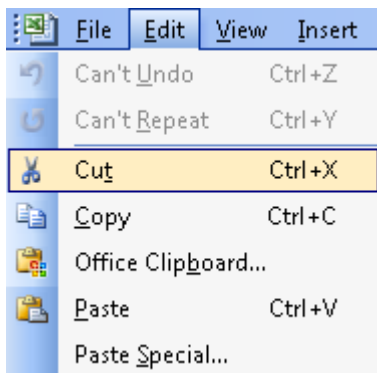 File Edit View Insert
Can't Undo Ctrl+Z
Can't Repeat Ctrl+Y
Cut Ctrl+X
Copy Ctrl+C
Office Clipboard...
Paste Ctrl+V
Paste Special...